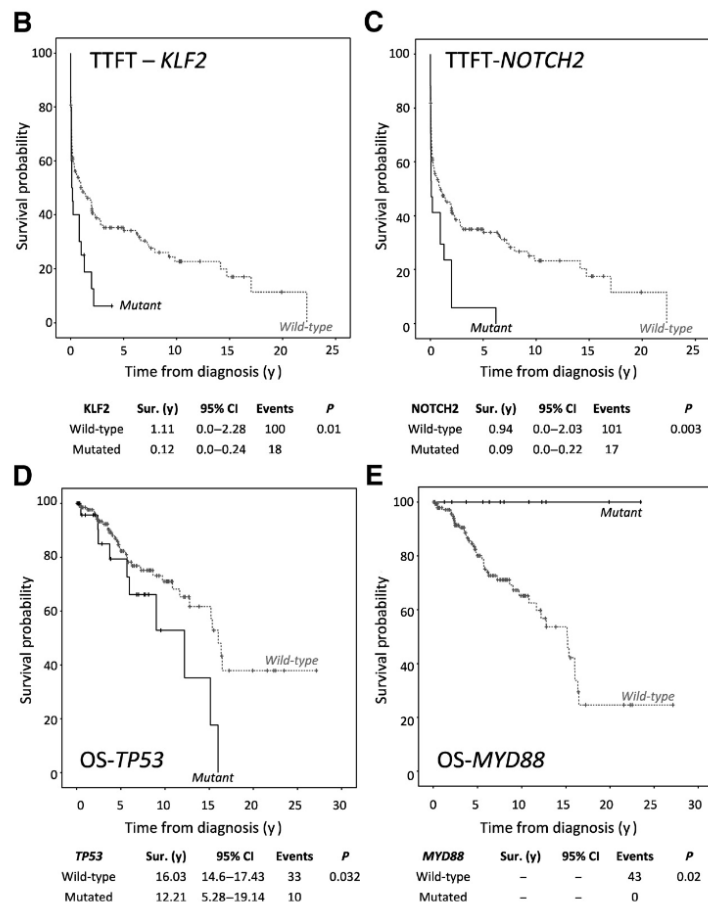 B
TTFT – KLF2
Survival probability
100
80
60
40
20
0
0 5 10 15 20 25
Mutant
Wild-type
Time from diagnosis (y)
KLF2 Sur. (y) 95% CI Events P
Wild-type 1.11 0.0–2.28 100 0.01
Mutated 0.12 0.0–0.24 18
C
TTFT-NOTCH2
Survival probability
100
80
60
40
20
0
0 5 10 15 20 25
Mutant
Wild-type
Time from diagnosis (y)
NOTCH2 Sur. (y) 95% CI Events P
Wild-type 0.94 0.0–2.03 101 0.003
Mutated 0.09 0.0–0.22 17
D
Survival probability
100
80
60
40
20
0
Wild-type
OS-TP53
Mutant
0 5 10 15 20 25 30
Time from diagnosis (y)
TP53 Sur. (y) 95% CI Events P
Wild-type 16.03 14.6–17.43 33 0.032
Mutated 12.21 5.28–19.14 10
E
Survival probability
100
80
60
40
20
0
Mutant
Wild-type
OS-MYD88
0 5 10 15 20 25 30
Time from diagnosis (y)
MYD88 Sur. (y) 95% CI Events P
Wild-type – – 43 0.02
Mutated – – 0